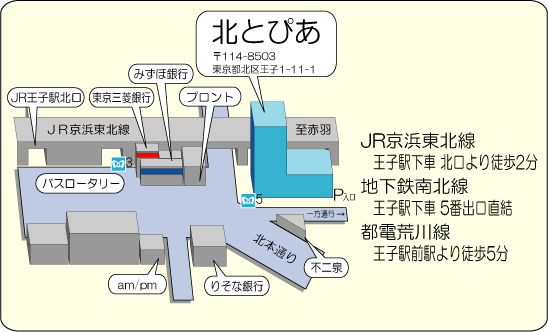 北とぴあ
〒114-8503
東京都北区王子1-11-1
みずほ銀行
JR王子駅北口
東京三菱銀行
プロント
JR京浜東北線
至赤羽
3
バスロータリー
5
P入口
一方通行→
北本通り
不二泉
am/pm
りそな銀行
JR京浜東北線
王子駅下車 北口より徒歩2分
地下鉄南北線
王子駅下車 5番出口直結
都電荒川線
王子駅前駅より徒歩5分